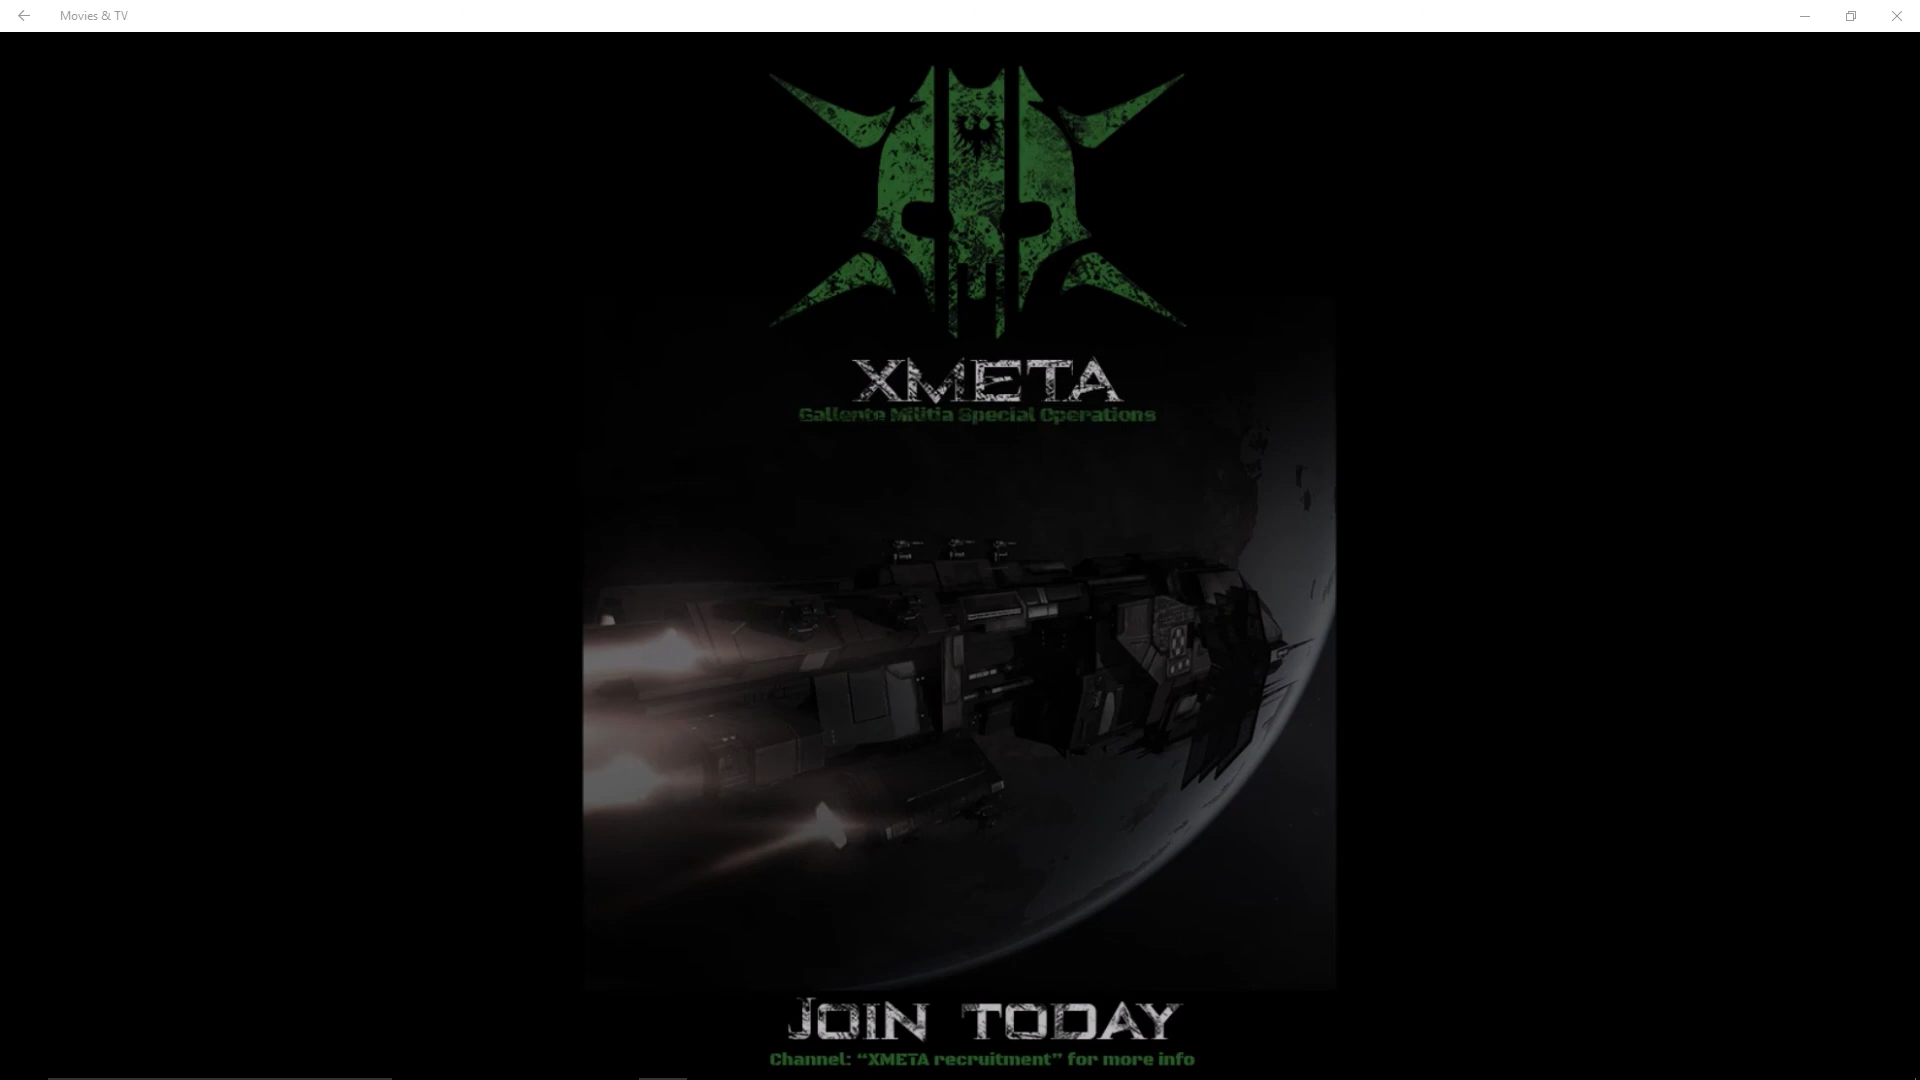 Movies & TV
XMETA
Gallente Militia Special Operations
JOIN TODAY
Channel: “XMETA recruitment” for more info